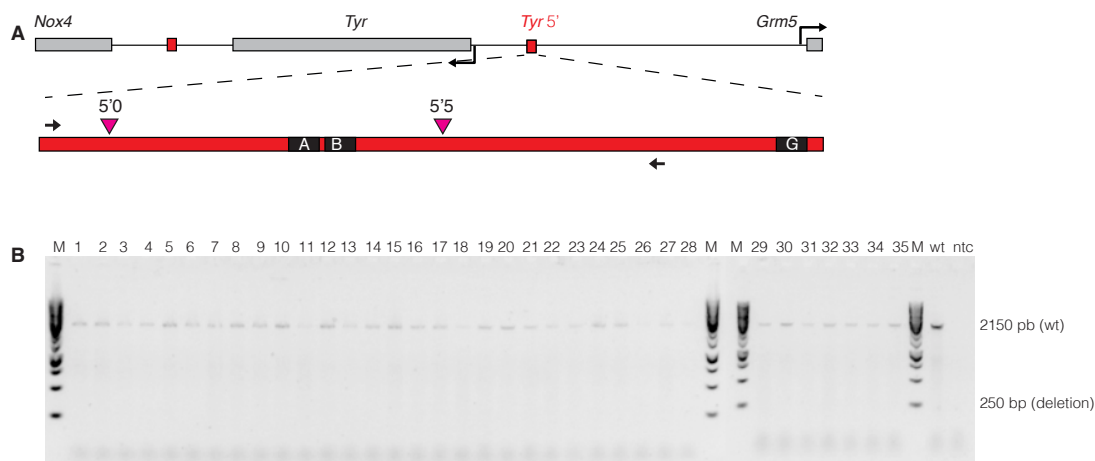 A
Nox4 Tyr Tyr 5’ Grm5
5’0 5’5
A B G
B
M 1 2 3 4 5 6 7 8 9 10 11 12 13 14 15 16 17 18 19 20 21 22 23 24 25 26 27 28 M M 29 30 31 32 33 34 35 M wt ntc
2150 pb (wt)
250 bp (deletion)